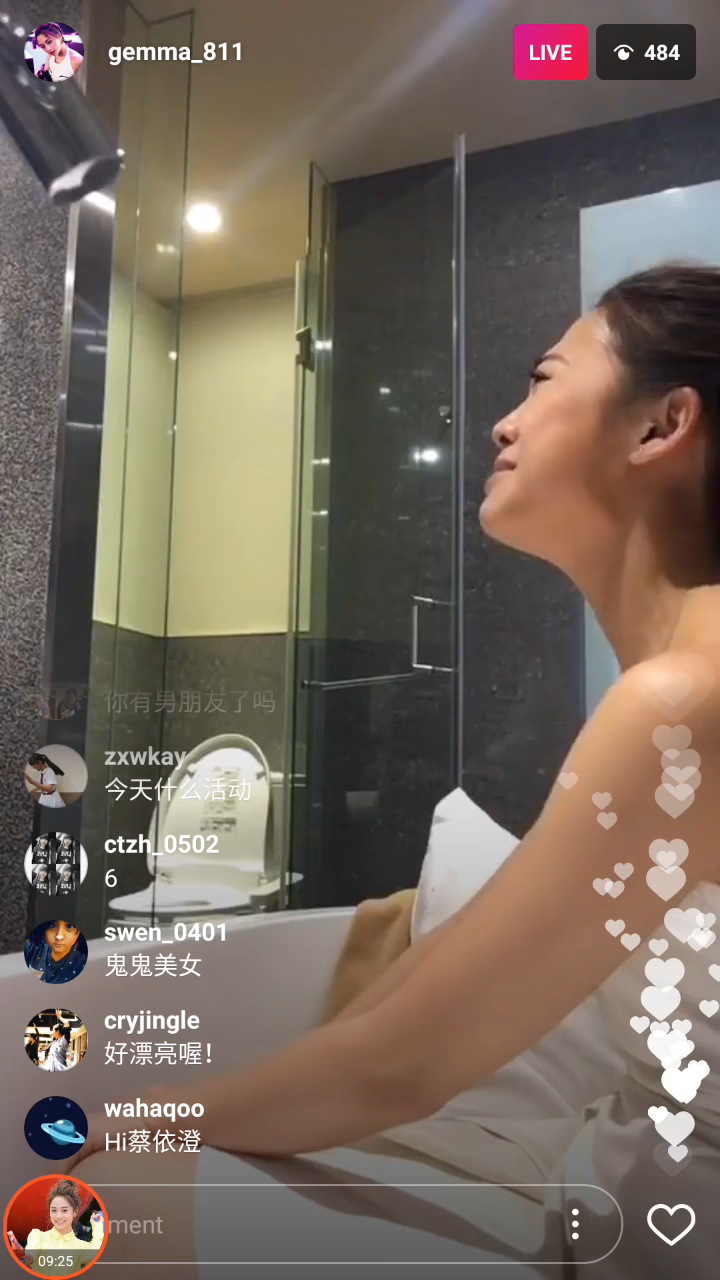 gemma_811
LIVE
484
你有男朋友了吗
zxwkay
今天什么活动
ctzh_0502
6
swen_0401
鬼鬼美女
cryjingle
好漂亮喔！
wahaqoo
Hi蔡依澄
ment
09:25